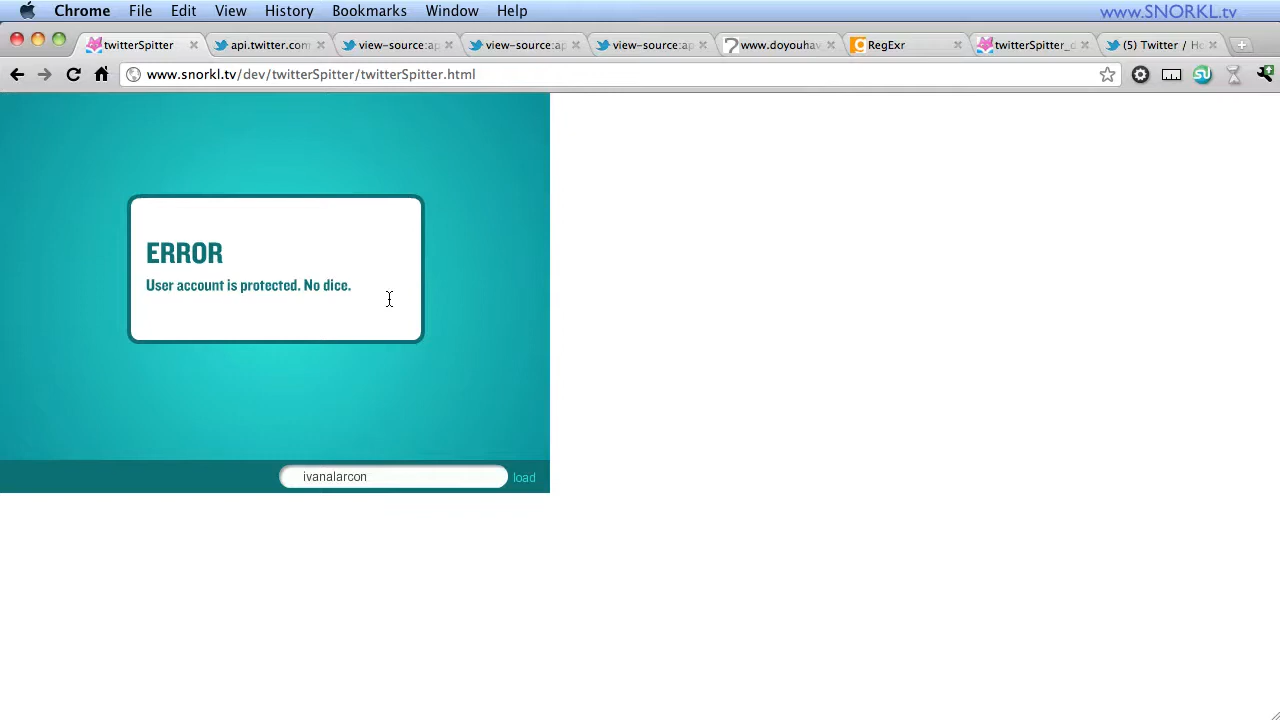 Chrome File Edit View History Bookmarks Window Help www.SNORKL.tv
twitterSpitter api.twitter.com view-source:ap view-source:ap view-source:ap www.doyouhav RegExr twitterSpitter_d (5) Twitter / Ho
www.snorkl.tv/dev/twitterSpitter/twitterSpitter.html
ERROR
User account is protected. No dice.
ivanalarcon load